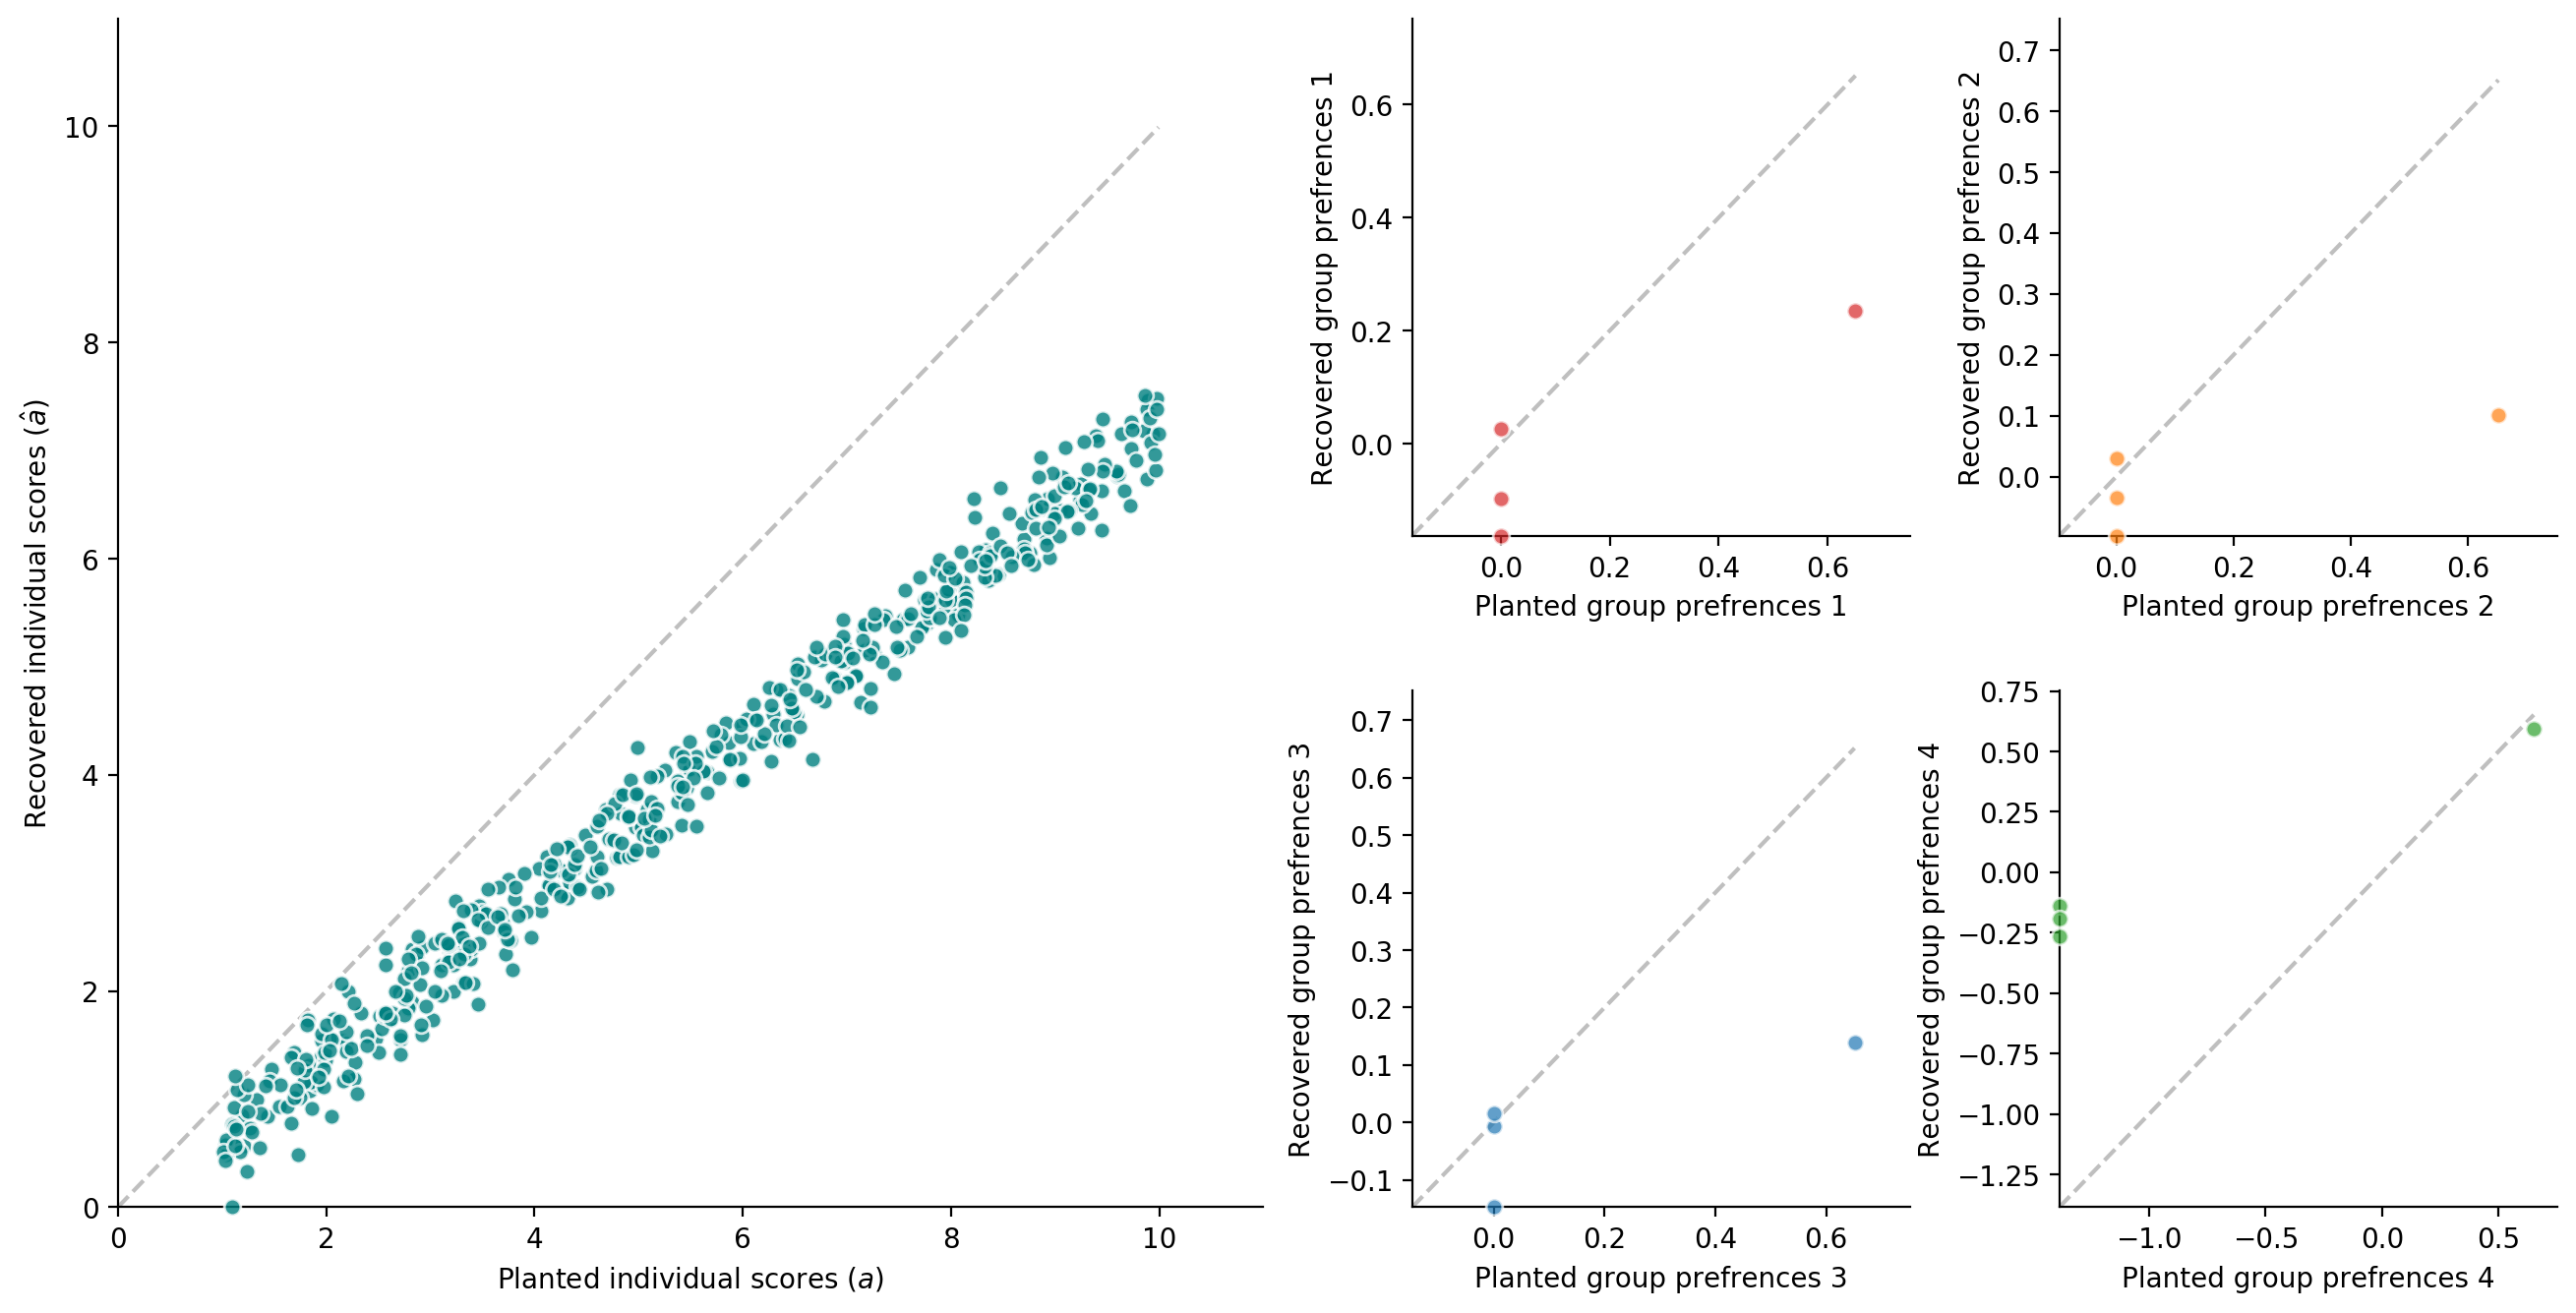 Recovered individual scores (â)
10
8
6
4
2
0
0 2 4 6 8 10
Planted individual scores (a)
Recovered group prefrences 1
0.6
0.4
0.2
0.0
0.0 0.2 0.4 0.6
Planted group prefrences 1
Recovered group prefrences 2
0.7
0.6
0.5
0.4
0.3
0.2
0.1
0.0
0.0 0.2 0.4 0.6
Planted group prefrences 2
Recovered group prefrences 3
0.7
0.6
0.5
0.4
0.3
0.2
0.1
0.0
−0.1
0.0 0.2 0.4 0.6
Planted group prefrences 3
Recovered group prefrences 4
0.75
0.50
0.25
0.00
−0.25
−0.50
−0.75
−1.00
−1.25
−1.0 −0.5 0.0 0.5
Planted group prefrences 4